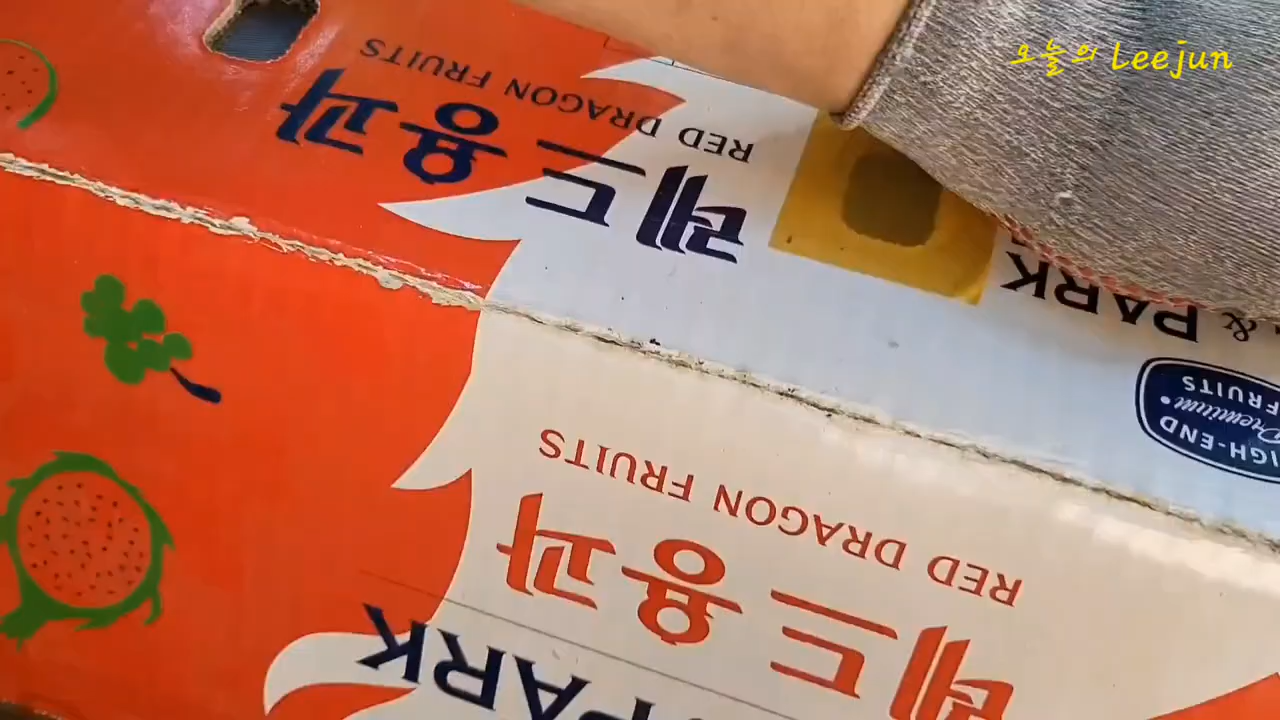 오늘의 Leejun
RED DRAGON FRUITS
레드용과
& PARK
HIGH-END
Premium
FRUITS
RED DRAGON FRUITS
레드용과
PARK